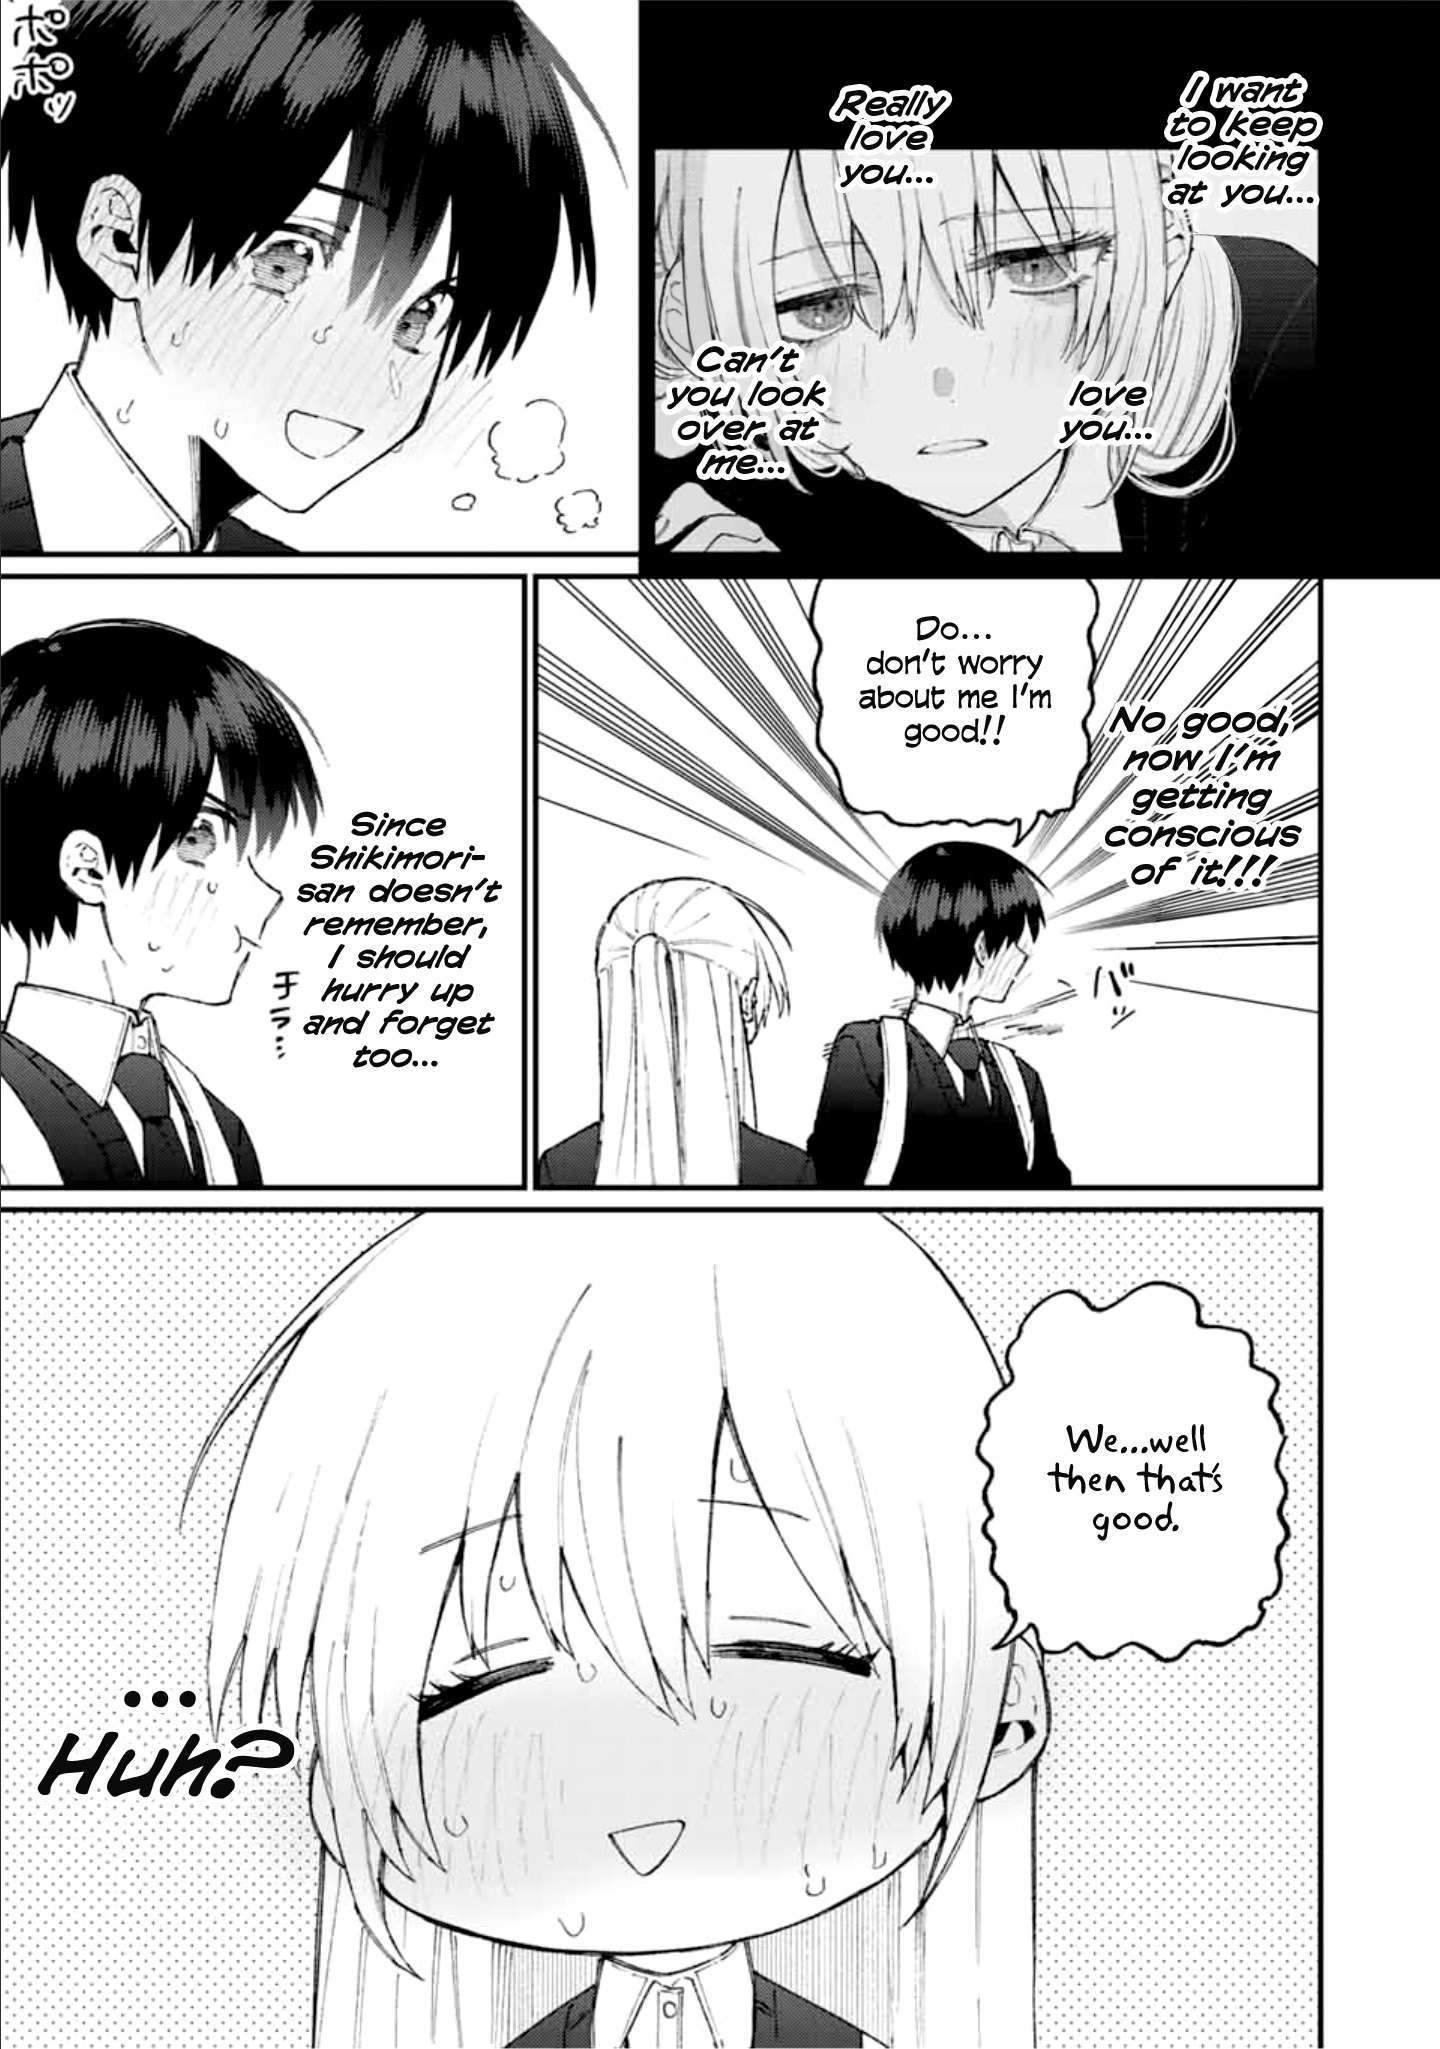 I want
to keep
looking
at you...
Really
love
you...
love
you...
Can't
you look
over at
me...
ポ
ポ♡
Do...
don't worry
about me I'm
good!!
No good,
now I'm
getting
conscious
of it!!!
バッ
Since
Shikimori-
san doesn't
remember,
I should
hurry up
and forget
too...
チラ...
We...well
then that's
good.
...
Huh?